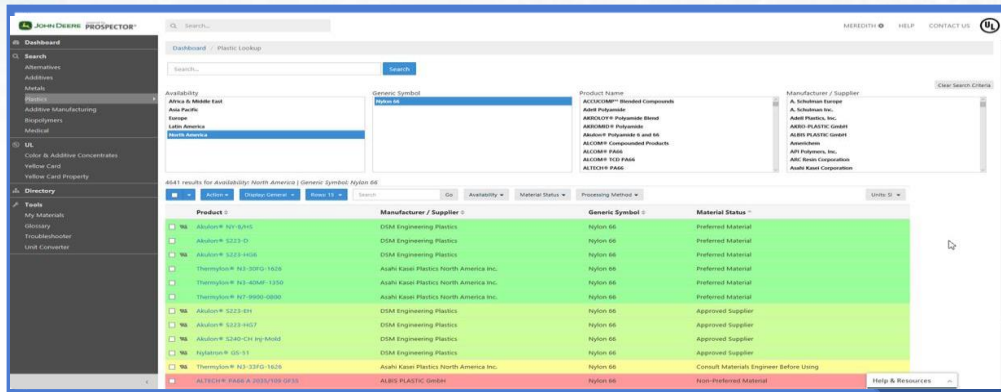 JOHN DEERE PROSPECTOR®
Search...
MEREDITH
HELP
CONTACT US
UL
Dashboard
Search
Alternatives
Additives
Metals
Plastics
Additive Manufacturing
Biopolymers
Medical
UL
Color & Additive Concentrates
Yellow Card
Yellow Card Property
Directory
Tools
My Materials
Glossary
Troubleshooter
Unit Converter
Dashboard / Plastic Lookup
Search...
Search
Clear Search Criteria
Availability
Africa & Middle East
Asia Pacific
Europe
Latin America
North America
Generic Symbol
Nylon 66
Product Name
ACCUCOMP™ Blended Compounds
Adell Polyamide
AKROLOY® Polyamide Blend
AKROMID® Polyamide
Akulon® Polyamide 6 and 66
ALCOM® Compounded Products
ALCOM® PA66
ALCOM® TCD PA66
ALTECH® PA66
Manufacturer / Supplier
A. Schulman Europe
A. Schulman Inc.
Adell Plastics, Inc.
AKRO-PLASTIC GmbH
ALBIS PLASTIC GmbH
Americhem
API Polymers, Inc.
ARC Resin Corporation
Asahi Kasei Corporation
4641 results for Availability: North America | Generic Symbol: Nylon 66
Action
Display: General
Rows: 15
Search
Go
Availability
Material Status
Processing Method
Units: SI
Product Manufacturer / Supplier Generic Symbol Material Status
Akulon® NY-8/HS DSM Engineering Plastics Nylon 66 Preferred Material
Akulon® S223-D DSM Engineering Plastics Nylon 66 Preferred Material
Akulon® S223-HG6 DSM Engineering Plastics Nylon 66 Preferred Material
Thermylon® N3-30FG-1626 Asahi Kasei Plastics North America Inc. Nylon 66 Preferred Material
Thermylon® N3-40MF-1350 Asahi Kasei Plastics North America Inc. Nylon 66 Preferred Material
Thermylon® NT-9900-0800 Asahi Kasei Plastics North America Inc. Nylon 66 Preferred Material
Akulon® S223-EH DSM Engineering Plastics Nylon 66 Approved Supplier
Akulon® S223-HG7 DSM Engineering Plastics Nylon 66 Approved Supplier
Akulon® S240-CH Inj-Mold DSM Engineering Plastics Nylon 66 Approved Supplier
Nylatron® GS-51 DSM Engineering Plastics Nylon 66 Approved Supplier
Thermylon® N3-33FG-1626 Asahi Kasei Plastics North America Inc. Nylon 66 Consult Materials Engineer Before Using
ALTECH® PA66 A 2035/109 GF35 ALBIS PLASTIC GmbH Nylon 66 Non-Preferred Material
Help & Resources